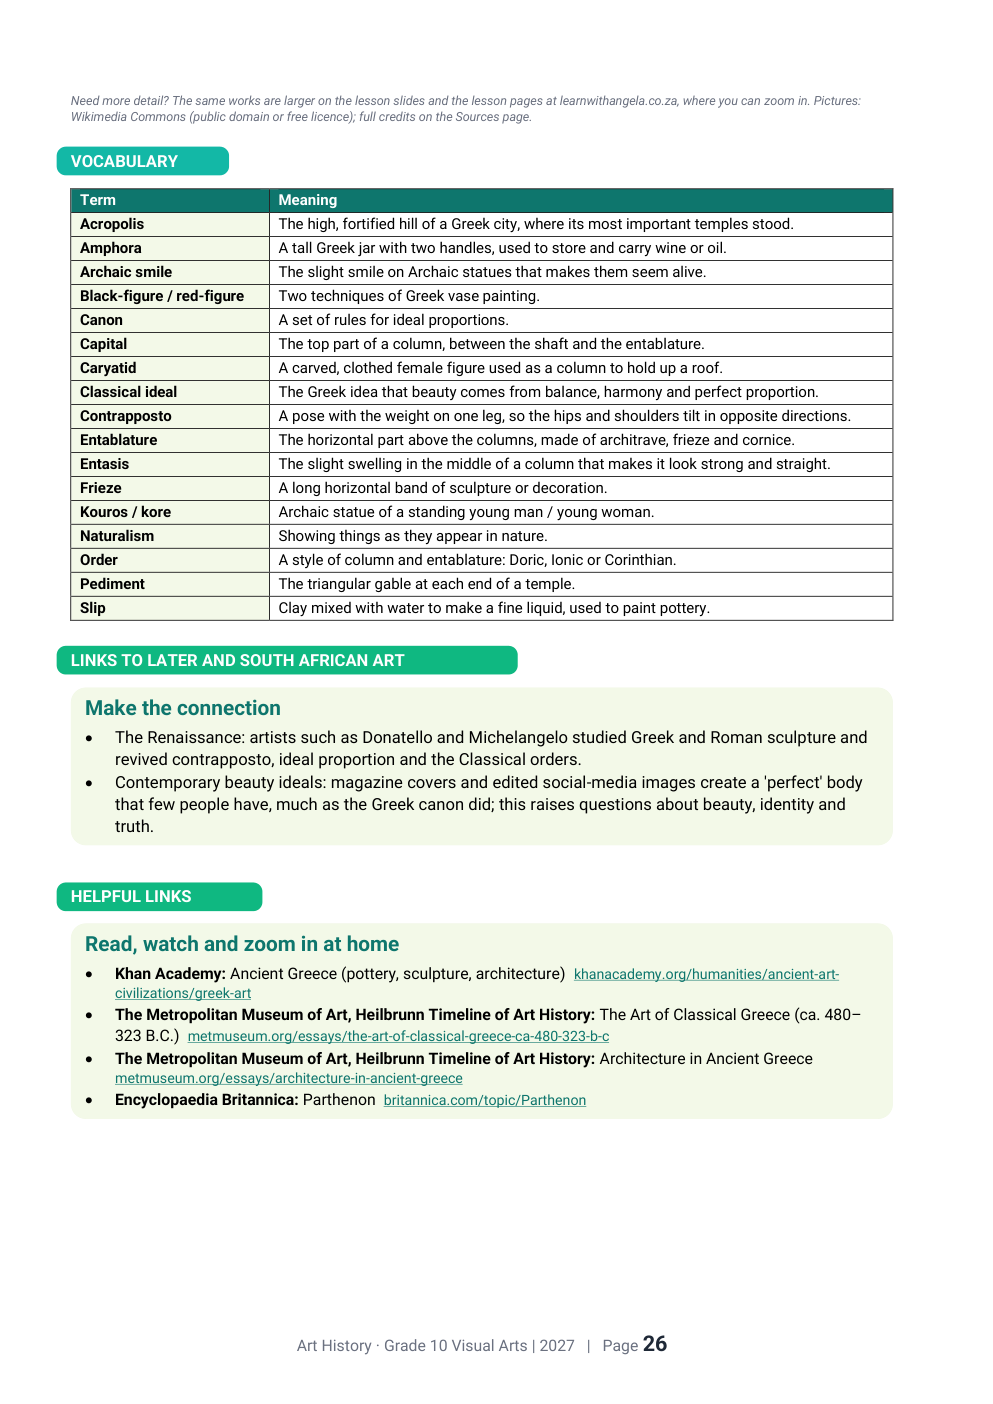 Need more detail? The same works are larger on the lesson slides and the lesson pages at learnwithangela.co.za, where you can zoom in. Pictures:
Wikimedia Commons (public domain or free licence); full credits on the Sources page.
VOCABULARY
Term Meaning
Acropolis The high, fortified hill of a Greek city, where its most important temples stood.
Amphora A tall Greek jar with two handles, used to store and carry wine or oil.
Archaic smile The slight smile on Archaic statues that makes them seem alive.
Black-figure / red-figure Two techniques of Greek vase painting.
Canon A set of rules for ideal proportions.
Capital The top part of a column, between the shaft and the entablature.
Caryatid A carved, clothed female figure used as a column to hold up a roof.
Classical ideal The Greek idea that beauty comes from balance, harmony and perfect proportion.
Contrapposto A pose with the weight on one leg, so the hips and shoulders tilt in opposite directions.
Entablature The horizontal part above the columns, made of architrave, frieze and cornice.
Entasis The slight swelling in the middle of a column that makes it look strong and straight.
Frieze A long horizontal band of sculpture or decoration.
Kouros / kore Archaic statue of a standing young man / young woman.
Naturalism Showing things as they appear in nature.
Order A style of column and entablature: Doric, Ionic or Corinthian.
Pediment The triangular gable at each end of a temple.
Slip Clay mixed with water to make a fine liquid, used to paint pottery.
LINKS TO LATER AND SOUTH AFRICAN ART
Make the connection
• The Renaissance: artists such as Donatello and Michelangelo studied Greek and Roman sculpture and
revived contrapposto, ideal proportion and the Classical orders.
• Contemporary beauty ideals: magazine covers and edited social-media images create a 'perfect' body
that few people have, much as the Greek canon did; this raises questions about beauty, identity and
truth.
HELPFUL LINKS
Read, watch and zoom in at home
• Khan Academy: Ancient Greece (pottery, sculpture, architecture) khanacademy.org/humanities/ancient-art-
civilizations/greek-art
• The Metropolitan Museum of Art, Heilbrunn Timeline of Art History: The Art of Classical Greece (ca. 480–
323 B.C.) metmuseum.org/essays/the-art-of-classical-greece-ca-480-323-b-c
• The Metropolitan Museum of Art, Heilbrunn Timeline of Art History: Architecture in Ancient Greece
metmuseum.org/essays/architecture-in-ancient-greece
• Encyclopaedia Britannica: Parthenon britannica.com/topic/Parthenon
Art History · Grade 10 Visual Arts | 2027 | Page 26